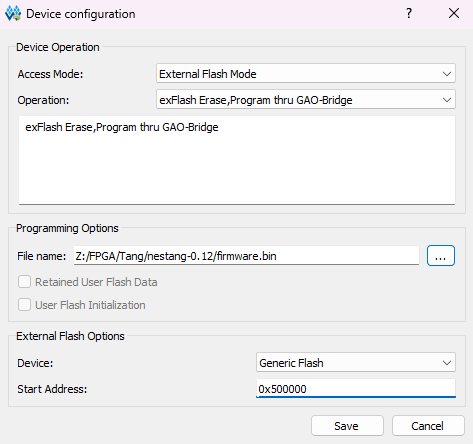 Device configuration
?
Device Operation
Access Mode:
External Flash Mode
Operation:
exFlash Erase,Program thru GAO-Bridge
exFlash Erase,Program thru GAO-Bridge
Programming Options
File name:
Z:/FPGA/Tang/nestang-0.12/firmware.bin
...
Retained User Flash Data
User Flash Initialization
External Flash Options
Device:
Generic Flash
Start Address:
0x500000
Save
Cancel